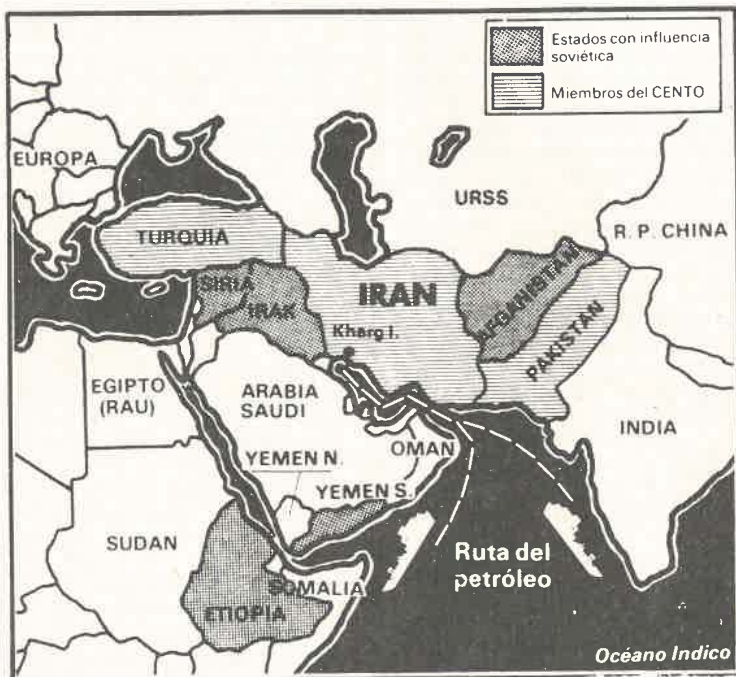 Estados con influencia
soviética
Miembros del CENTO
EUROPA
URSS
R. P. CHINA
TURQUIA
SIRIA
IRAK
IRAN
AFGANISTAN
Kharg I.
PAKISTAN
EGIPTO
(RAU)
ARABIA
SAUDI
INDIA
OMAN
YEMEN N.
YEMEN S.
SUDAN
SOMALIA
ETIOPIA
Ruta del
petróleo
Océano Indico